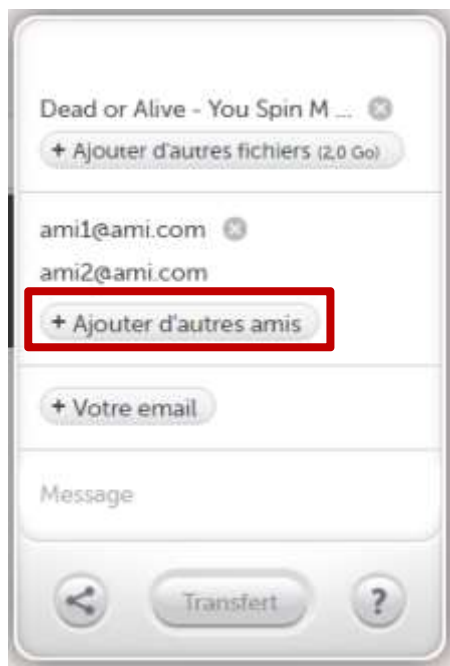 Dead or Alive - You Spin M ...
+ Ajouter d'autres fichiers (2,0 Go)
ami1@ami.com
ami2@ami.com
+ Ajouter d'autres amis
+ Votre email
Message
Transfert ?